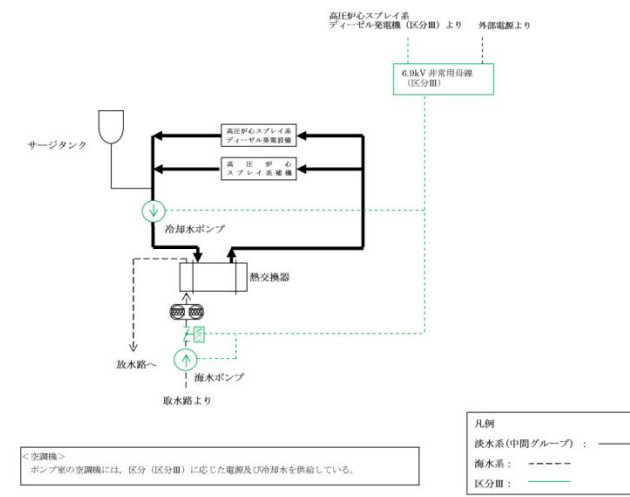 高圧炉心スプレイ系
ディーゼル発電機（区分Ⅲ）より
外部電源より
6.9kV 非常用母線
（区分Ⅲ）
サージタンク
高圧炉心スプレイ系
ディーゼル発電設備
高圧炉心
スプレイ系補機
冷却水ポンプ
熱交換器
放水路へ
海水ポンプ
取水路より
凡例
淡水系(中間グループ)：
海水系：
区分Ⅲ：
＜空調機＞
ポンプ室の空調機には，区分（区分Ⅲ）に応じた電源及び冷却水を供給している。